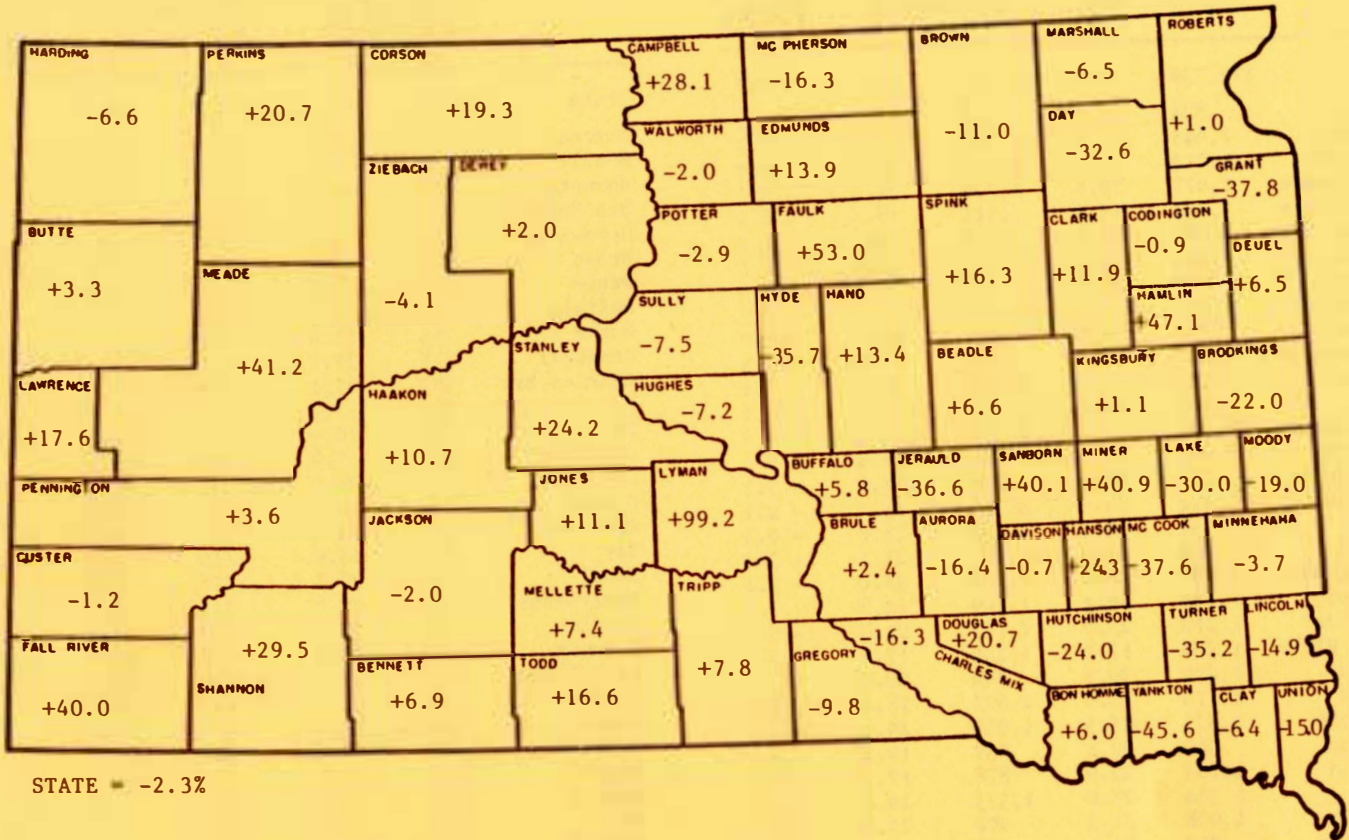 HARDING
-6.6
PERKINS
+20.7
CORSON
+19.3
CAMPBELL
+28.1
MC PHERSON
-16.3
BROWN
-11.0
MARSHALL
-6.5
ROBERTS
+1.0
ZIEBACH
-4.1
DEWEY
+2.0
WALWORTH
-2.0
EDMUNDS
+13.9
DAY
-32.6
GRANT
-37.8
BUTTE
+3.3
MEADE
+41.2
POTTER
-2.9
FAULK
+53.0
SPINK
+16.3
CLARK
+11.9
CODINGTON
-0.9
DEUEL
+6.5
HAMLIN
+47.1
SULLY
-7.5
HYDE
-35.7
HAND
+13.4
STANLEY
+24.2
HUGHES
-7.2
BEADLE
+6.6
KINGSBURY
+1.1
BROOKINGS
-22.0
LAWRENCE
+17.6
HAAKON
+10.7
PENNINGTON
+3.6
JONES
+11.1
LYMAN
+99.2
BUFFALO
+5.8
JERAULD
-36.6
SANBORN
+40.1
MINER
+40.9
LAKE
-30.0
MOODY
-19.0
CUSTER
-1.2
JACKSON
-2.0
MELLETTE
+7.4
TRIPP
+7.8
BRULE
+2.4
AURORA
-16.4
DAVISON
-0.7
HANSON
+24.3
MC COOK
-37.6
MINNEHAHA
-3.7
FALL RIVER
+40.0
SHANNON
+29.5
BENNETT
+6.9
TODD
+16.6
GREGORY
-9.8
CHARLES MIX
-16.3
DOUGLAS
+20.7
HUTCHINSON
-24.0
TURNER
-35.2
LINCOLN
-14.9
BON HOMME
+6.0
YANKTON
-45.6
CLAY
-6.4
UNION
-15.0
STATE = -2.3%